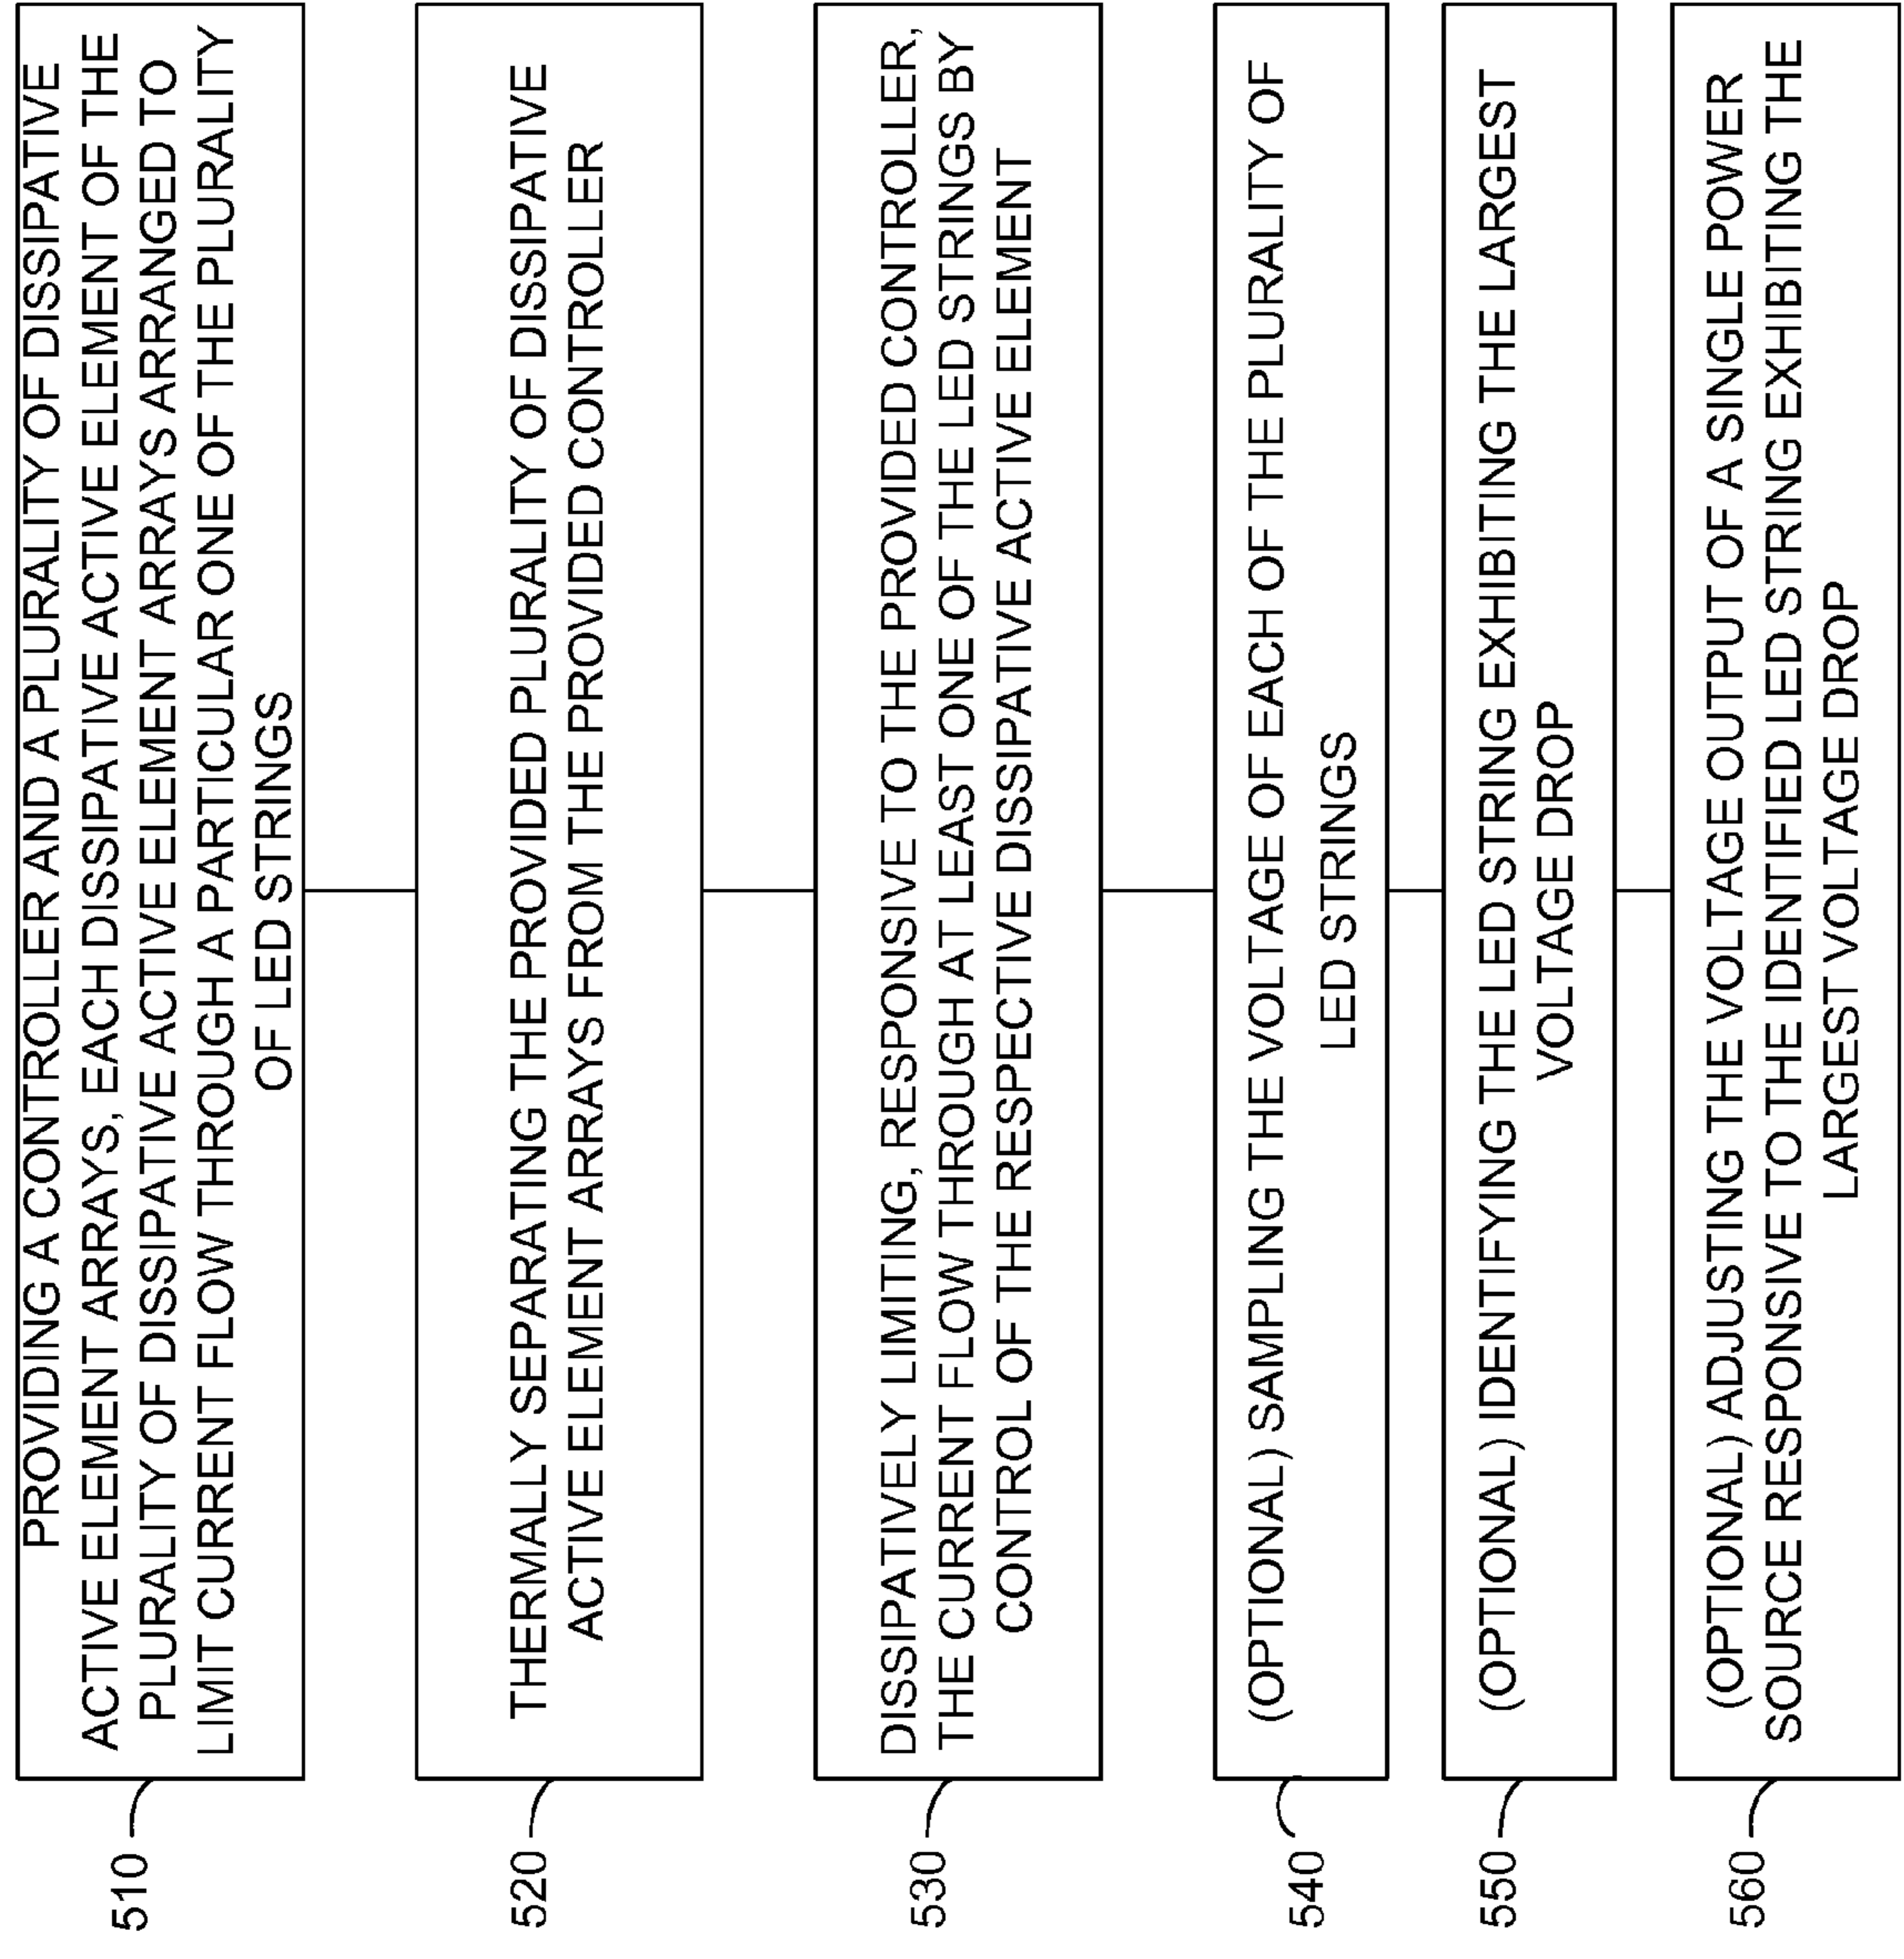 510
PROVIDING A CONTROLLER AND A PLURALITY OF DISSIPATIVE
ACTIVE ELEMENT ARRAYS, EACH DISSIPATIVE ACTIVE ELEMENT OF THE
PLURALITY OF DISSIPATIVE ACTIVE ELEMENT ARRAYS ARRANGED TO
LIMIT CURRENT FLOW THROUGH A PARTICULAR ONE OF THE PLURALITY
OF LED STRINGS
520
THERMALLY SEPARATING THE PROVIDED PLURALITY OF DISSIPATIVE
ACTIVE ELEMENT ARRAYS FROM THE PROVIDED CONTROLLER
530
DISSIPATIVELY LIMITING, RESPONSIVE TO THE PROVIDED CONTROLLER,
THE CURRENT FLOW THROUGH AT LEAST ONE OF THE LED STRINGS BY
CONTROL OF THE RESPECTIVE DISSIPATIVE ACTIVE ELEMENT
540
(OPTIONAL) SAMPLING THE VOLTAGE OF EACH OF THE PLURALITY OF
LED STRINGS
550
(OPTIONAL) IDENTIFYING THE LED STRING EXHIBITING THE LARGEST
VOLTAGE DROP
560
(OPTIONAL) ADJUSTING THE VOLTAGE OUTPUT OF A SINGLE POWER
SOURCE RESPONSIVE TO THE IDENTIFIED LED STRING EXHIBITING THE
LARGEST VOLTAGE DROP